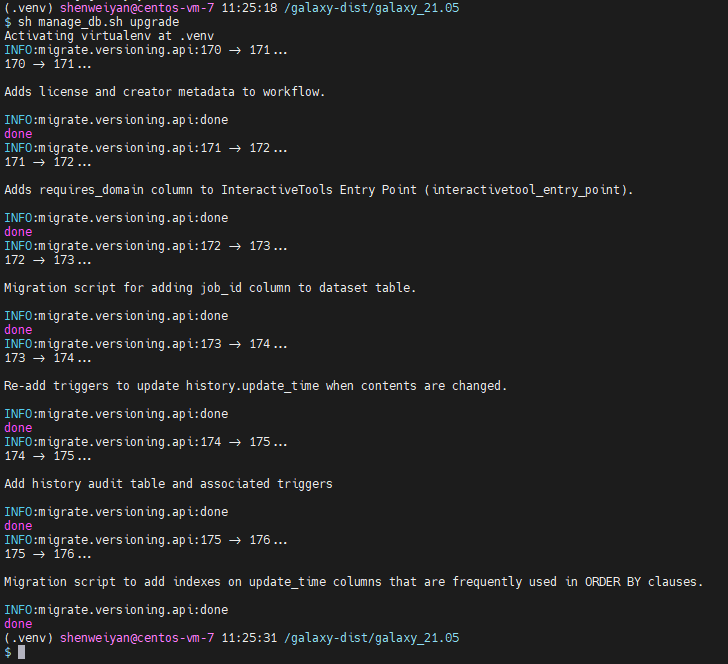 (.venv) shenweiyan@centos-vm-7 11:25:18 /galaxy-dist/galaxy_21.05
$ sh manage_db.sh upgrade
Activating virtualenv at .venv
INFO:migrate.versioning.api:170 → 171...
170 → 171...
Adds license and creator metadata to workflow.
INFO:migrate.versioning.api:done
done
INFO:migrate.versioning.api:171 → 172...
171 → 172...
Adds requires_domain column to InteractiveTools Entry Point (interactivetool_entry_point).
INFO:migrate.versioning.api:done
done
INFO:migrate.versioning.api:172 → 173...
172 → 173...
Migration script for adding job_id column to dataset table.
INFO:migrate.versioning.api:done
done
INFO:migrate.versioning.api:173 → 174...
173 → 174...
Re-add triggers to update history.update_time when contents are changed.
INFO:migrate.versioning.api:done
done
INFO:migrate.versioning.api:174 → 175...
174 → 175...
Add history audit table and associated triggers
INFO:migrate.versioning.api:done
done
INFO:migrate.versioning.api:175 → 176...
175 → 176...
Migration script to add indexes on update_time columns that are frequently used in ORDER BY clauses.
INFO:migrate.versioning.api:done
done
(.venv) shenweiyan@centos-vm-7 11:25:31 /galaxy-dist/galaxy_21.05
$